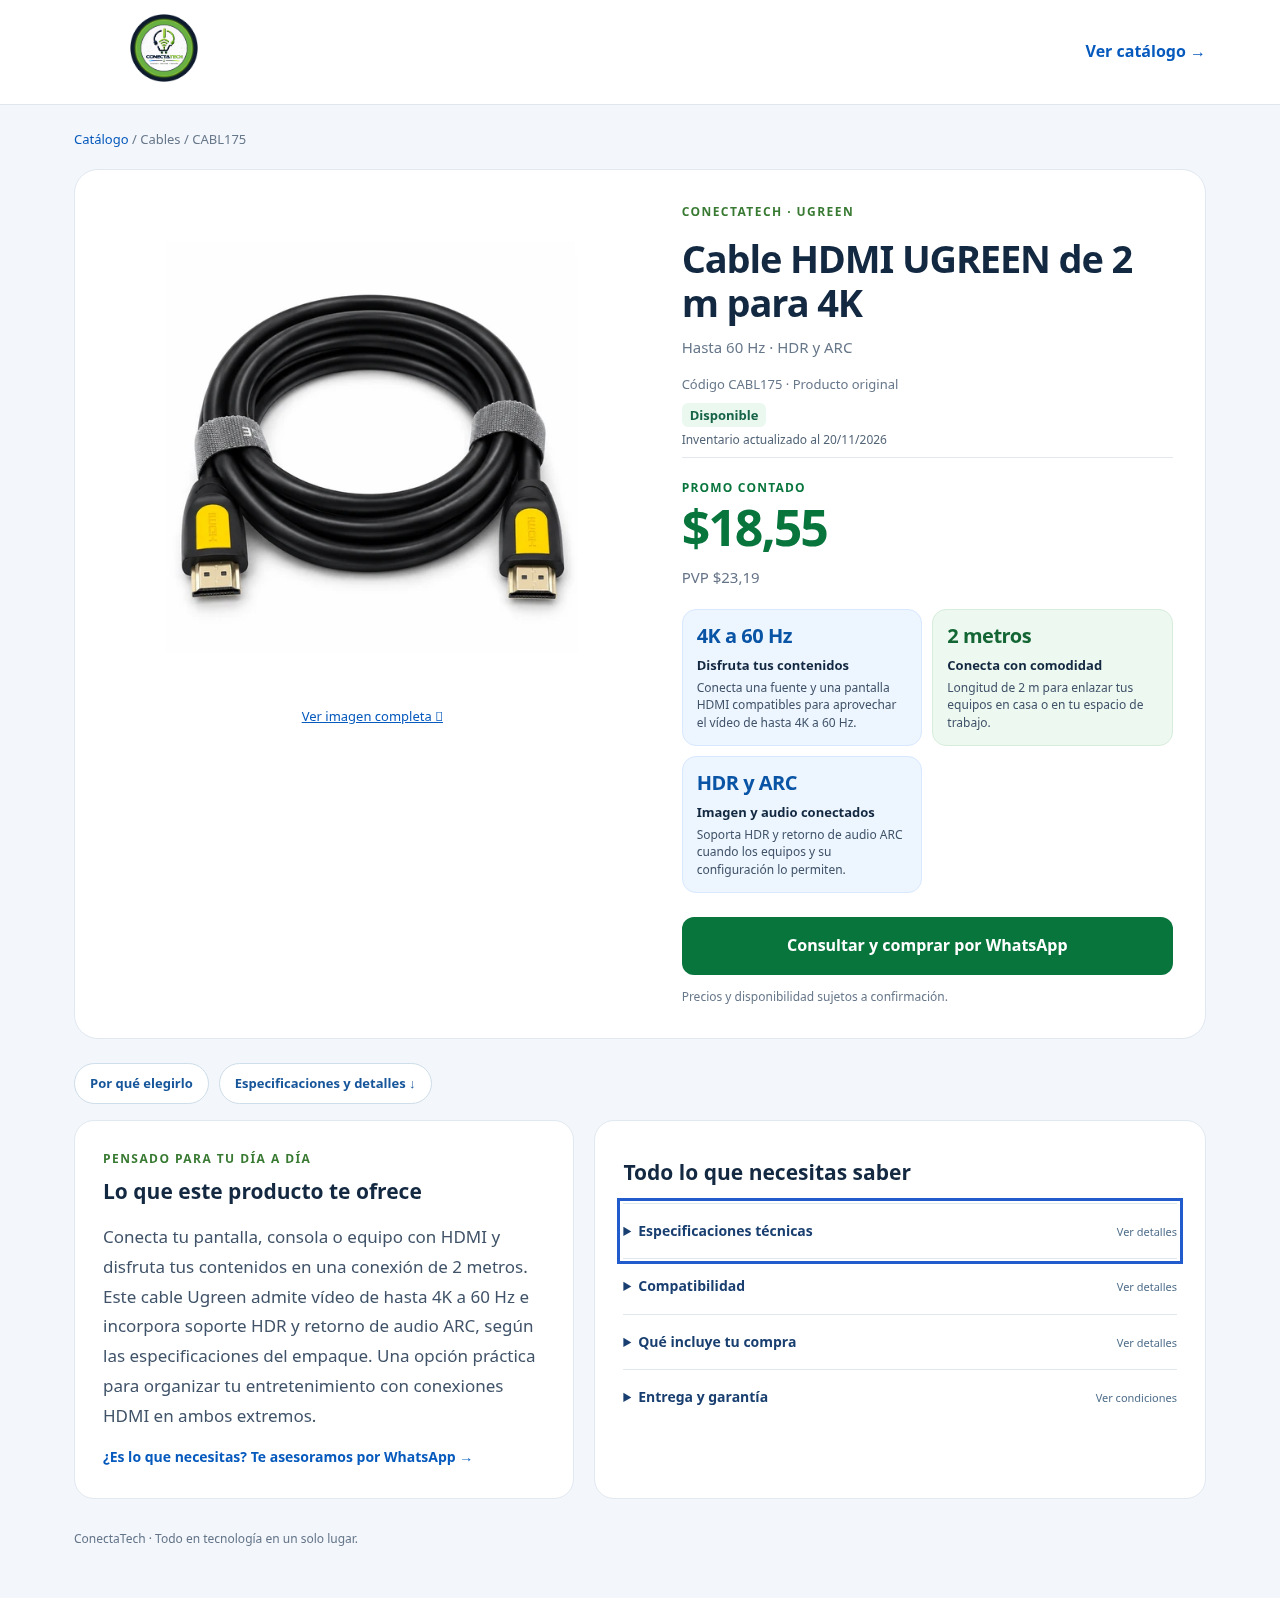 CONECTATECH
Ver catálogo →
Catálogo / Cables / CABL175
CONECTATECH · UGREEN
Cable HDMI UGREEN de 2
m para 4K
Hasta 60 Hz · HDR y ARC
Código CABL175 · Producto original
Disponible
Inventario actualizado al 20/11/2026
PROMO CONTADO
$18,55
PVP $23,19
Ver imagen completa
4K a 60 Hz
Disfruta tus contenidos
Conecta una fuente y una pantalla
HDMI compatibles para aprovechar
el vídeo de hasta 4K a 60 Hz.
2 metros
Conecta con comodidad
Longitud de 2 m para enlazar tus
equipos en casa o en tu espacio de
trabajo.
HDR y ARC
Imagen y audio conectados
Soporta HDR y retorno de audio ARC
cuando los equipos y su
configuración lo permiten.
Consultar y comprar por WhatsApp
Precios y disponibilidad sujetos a confirmación.
Por qué elegirlo
Especificaciones y detalles ↓
PENSADO PARA TU DÍA A DÍA
Lo que este producto te ofrece
Conecta tu pantalla, consola o equipo con HDMI y
disfruta tus contenidos en una conexión de 2 metros.
Este cable Ugreen admite vídeo de hasta 4K a 60 Hz e
incorpora soporte HDR y retorno de audio ARC, según
las especificaciones del empaque. Una opción práctica
para organizar tu entretenimiento con conexiones
HDMI en ambos extremos.
¿Es lo que necesitas? Te asesoramos por WhatsApp →
Todo lo que necesitas saber
▶ Especificaciones técnicas Ver detalles
▶ Compatibilidad Ver detalles
▶ Qué incluye tu compra Ver detalles
▶ Entrega y garantía Ver condiciones
ConectaTech · Todo en tecnología en un solo lugar.